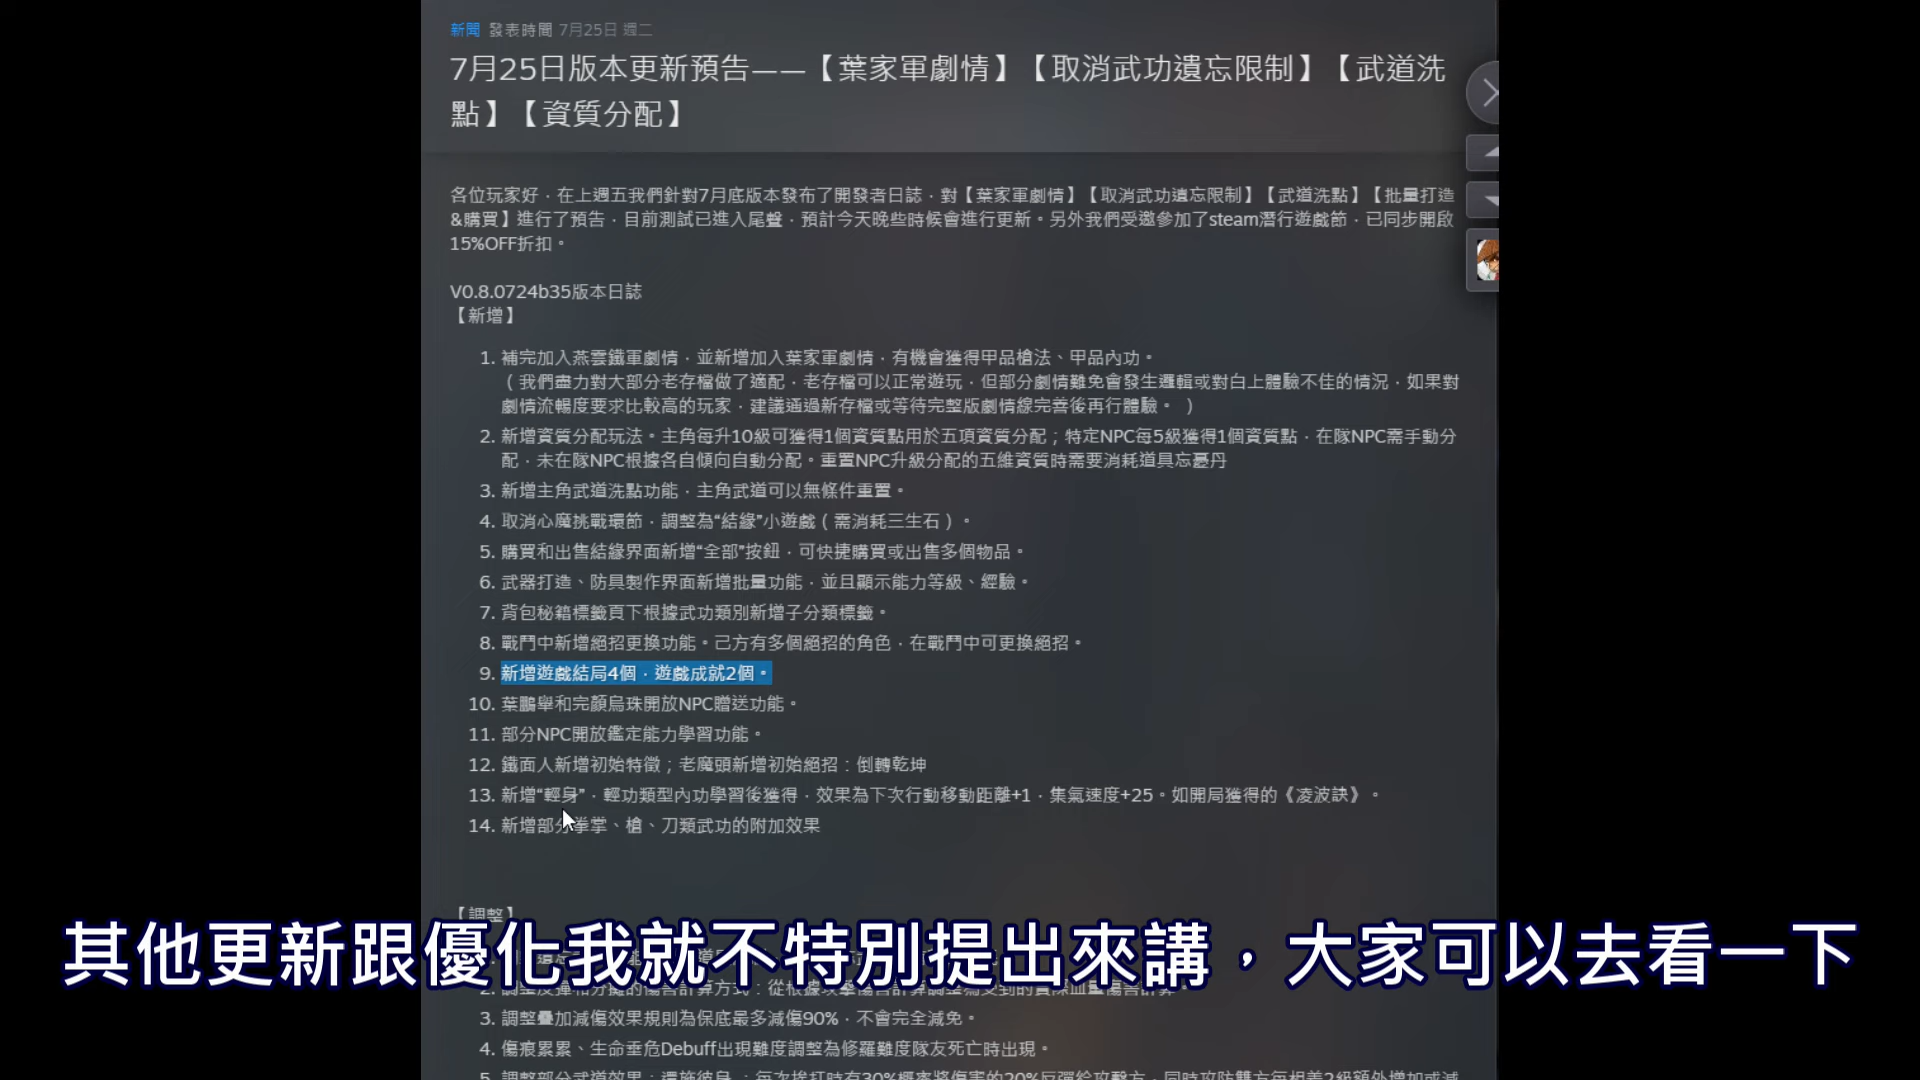 新聞 發表時間 7月25日 週二
7月25日版本更新預告——【葉家軍劇情】【取消武功遺忘限制】【武道洗
點】【資質分配】
各位玩家好，在上週五我們針對7月底版本發布了開發者日誌，對【葉家軍劇情】【取消武功遺忘限制】【武道洗點】【批量打造
&購買】進行了預告，目前測試已進入尾聲，預計今天晚些時候會進行更新。另外我們受邀參加了steam潛行遊戲節，已同步開啟
15%OFF折扣。
V0.8.0724b35版本日誌
【新增】
1. 補完加入燕雲鐵軍劇情，並新增加入葉家軍劇情，有機會獲得甲品槍法、甲品內功。
（我們盡力對大部分老存檔做了適配，老存檔可以正常遊玩，但部分劇情難免會發生邏輯或對白上體驗不佳的情況，如果對
劇情流暢度要求比較高的玩家，建議通過新存檔或等待完整版劇情線完善後再行體驗。）
2. 新增資質分配玩法。主角每升10級可獲得1個資質點用於五項資質分配；特定NPC每5級獲得1個資質點，在隊NPC需手動分
配，未在隊NPC根據各自傾向自動分配。重置NPC升級分配的五維資質時需要消耗道具忘憂丹
3. 新增主角武道洗點功能，主角武道可以無條件重置。
4. 取消心魔挑戰環節，調整為“結緣”小遊戲（需消耗三生石）。
5. 購買和出售結緣界面新增“全部”按鈕，可快捷購買或出售多個物品。
6. 武器打造、防具製作界面新增批量功能，並且顯示能力等級、經驗。
7. 背包秘籍標籤頁下根據武功類別新增子分類標籤。
8. 戰鬥中新增絕招更換功能。己方有多個絕招的角色，在戰鬥中可更換絕招。
9. 新增遊戲結局4個，遊戲成就2個。
10. 葉鵬舉和完顏烏珠開放NPC贈送功能。
11. 部分NPC開放鑑定能力學習功能。
12. 鐵面人新增初始特徵；老魔頭新增初始絕招：倒轉乾坤
13. 新增“輕身”，輕功類型內功學習後獲得，效果為下次行動移動距離+1，集氣速度+25。如開局獲得的《凌波訣》。
14. 新增部分拳掌、槍、刀類武功的附加效果
【調整】
其他更新跟優化我就不特別提出來講，大家可以去看一下
3. 調整疊加減傷效果規則為保底最多減傷90%，不會完全減免。
4. 傷痕累累、生命垂危Debuff出現難度調整為修羅難度隊友死亡時出現。